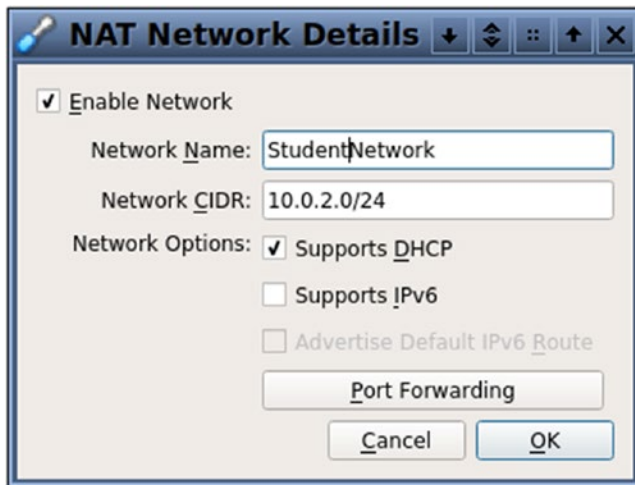 NAT Network Details
Enable Network
Network Name: StudentNetwork
Network CIDR: 10.0.2.0/24
Network Options: Supports DHCP
Supports IPv6
Advertise Default IPv6 Route
Port Forwarding
Cancel OK